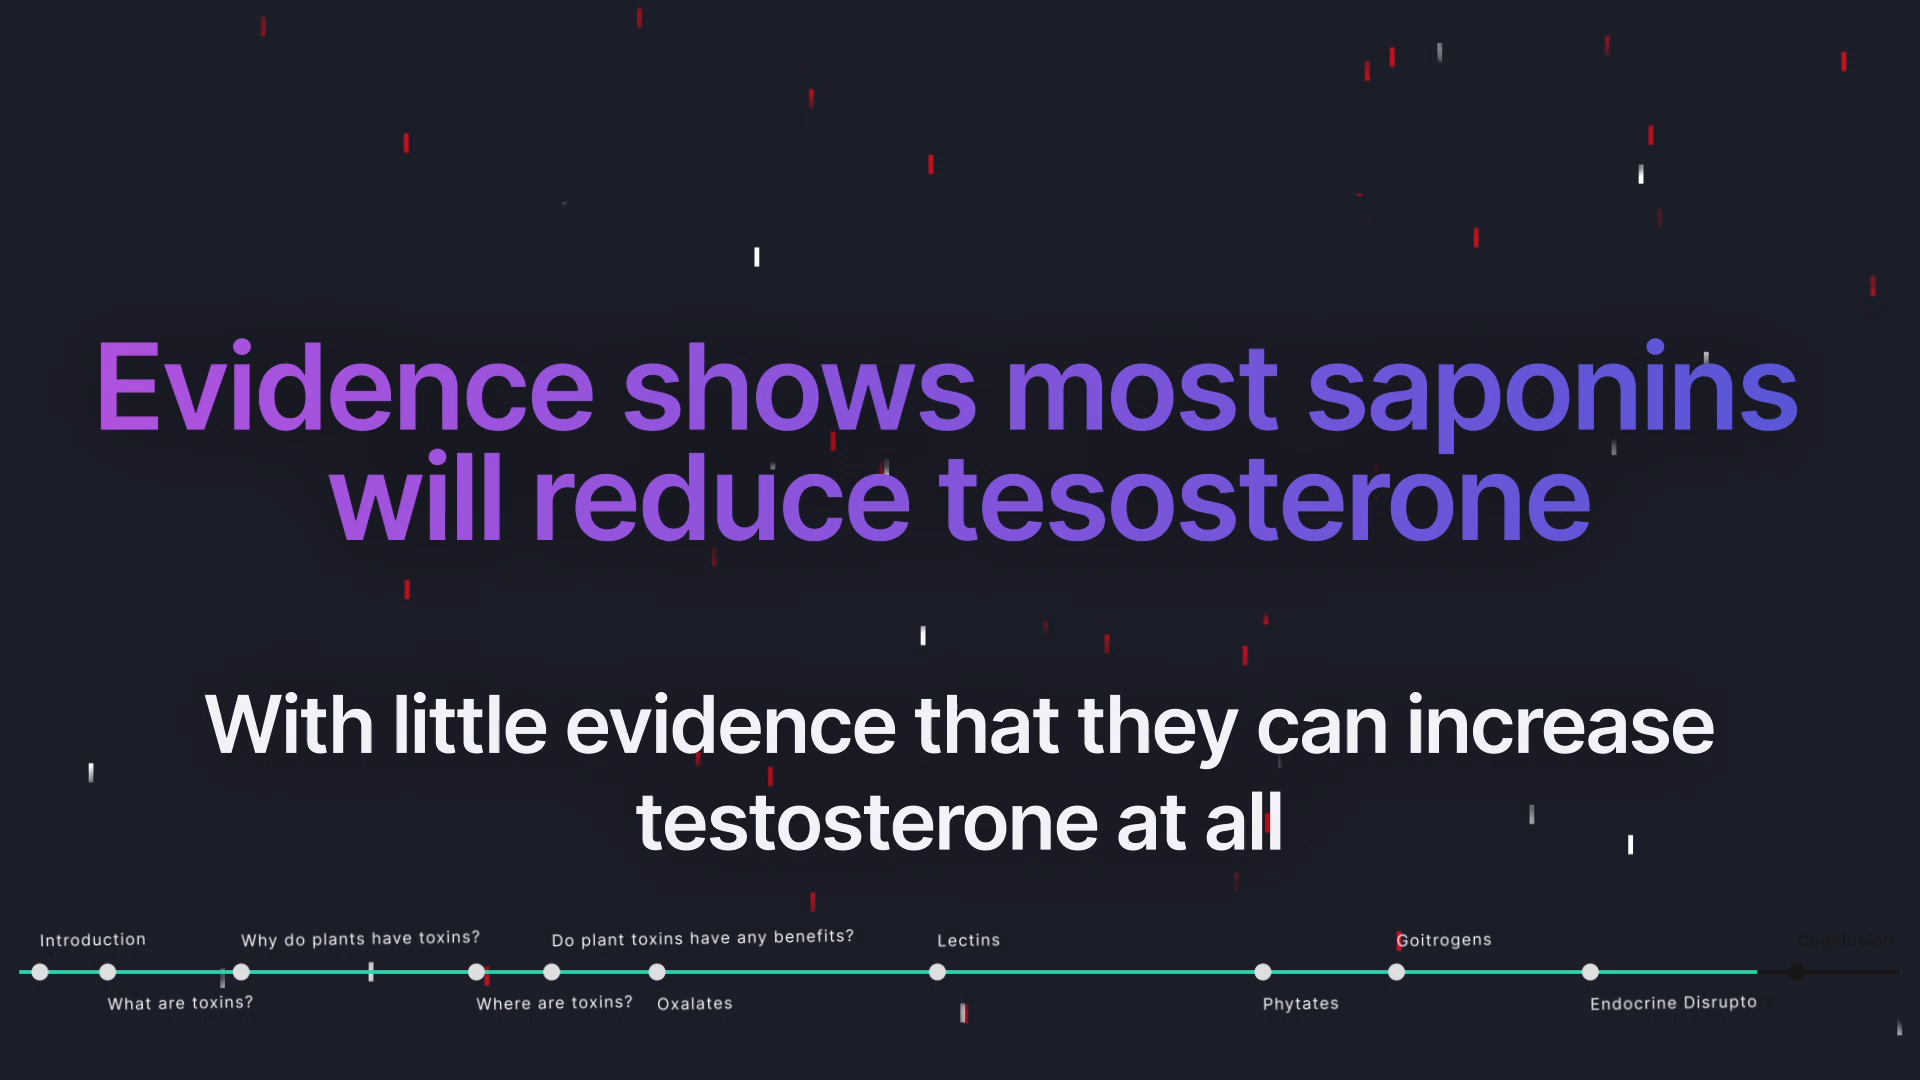 Evidence shows most saponins
will reduce tesosterone
With little evidence that they can increase
testosterone at all
Introduction
Why do plants have toxins?
Do plant toxins have any benefits?
Lectins
Goitrogens
Conclusion
What are toxins?
Where are toxins?
Oxalates
Phytates
Endocrine Disrupto